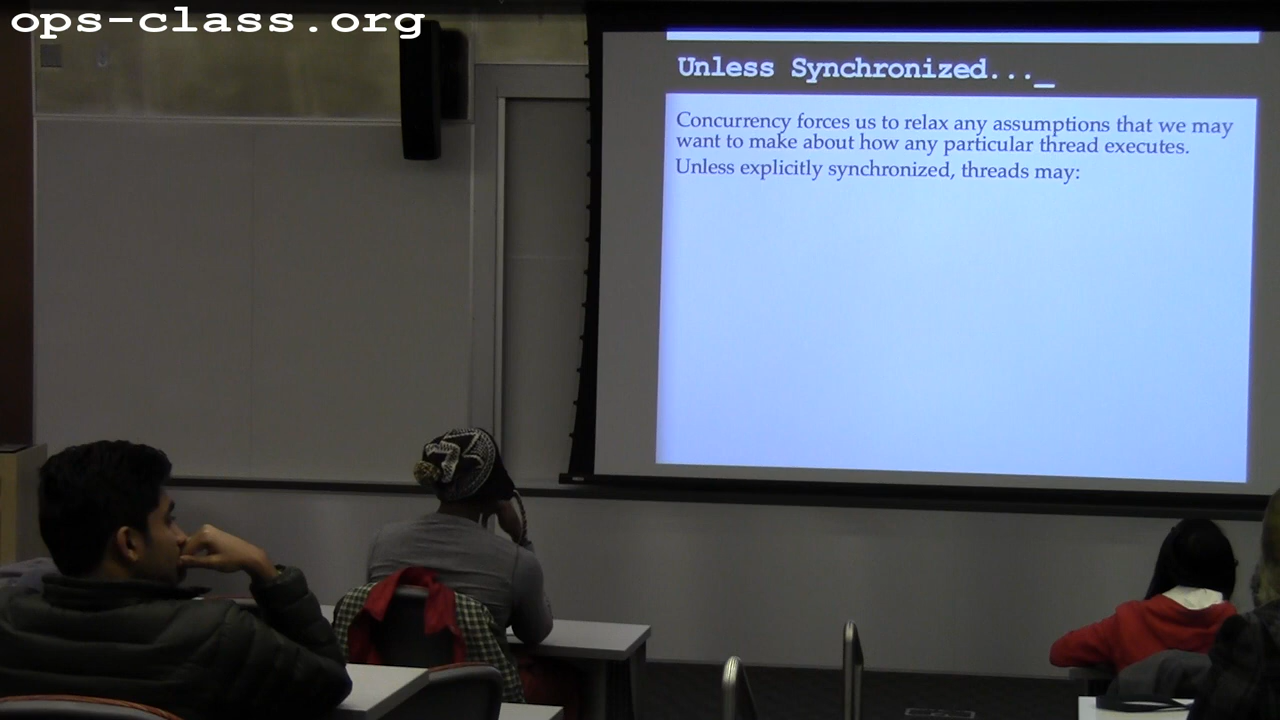 ops-class.org
Unless Synchronized..._
Concurrency forces us to relax any assumptions that we may
want to make about how any particular thread executes.
Unless explicitly synchronized, threads may: